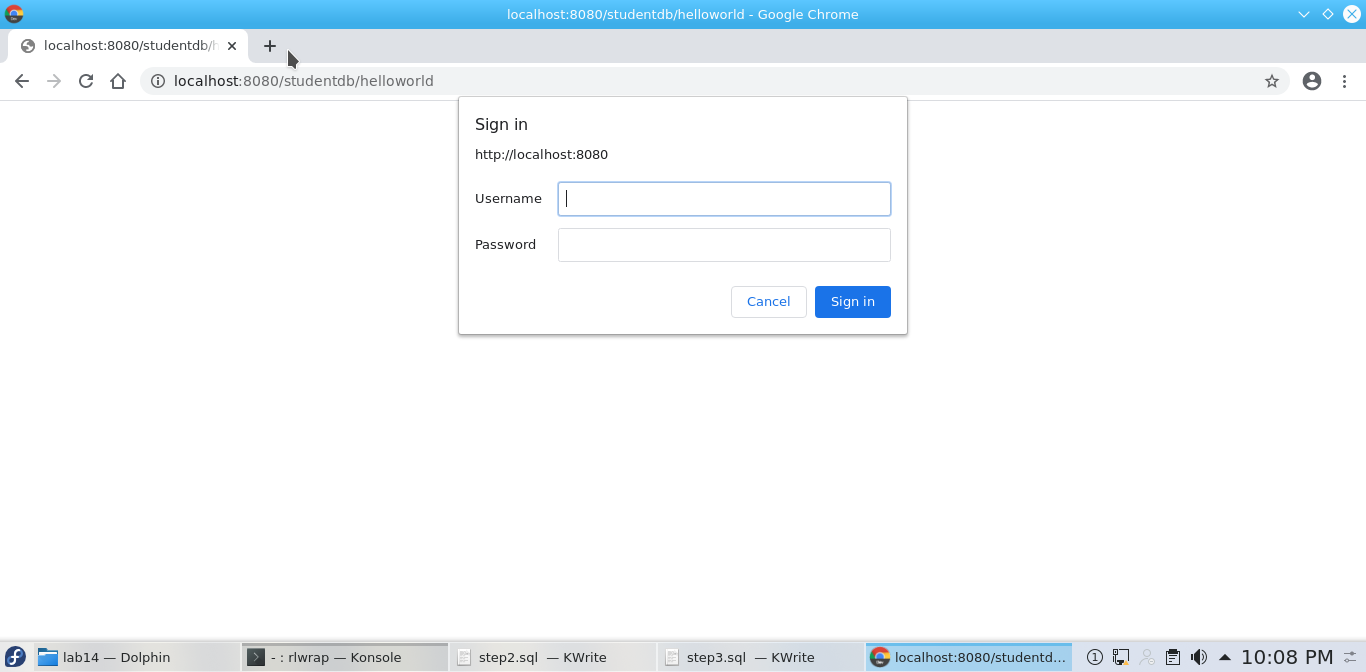 localhost:8080/studentdb/helloworld - Google Chrome
localhost:8080/studentdb/h
localhost:8080/studentdb/helloworld
Sign in
http://localhost:8080
Username
Password
Cancel
Sign in
lab14 — Dolphin
- : rlwrap — Konsole
step2.sql — KWrite
step3.sql — KWrite
localhost:8080/studentd...
1
10:08 PM